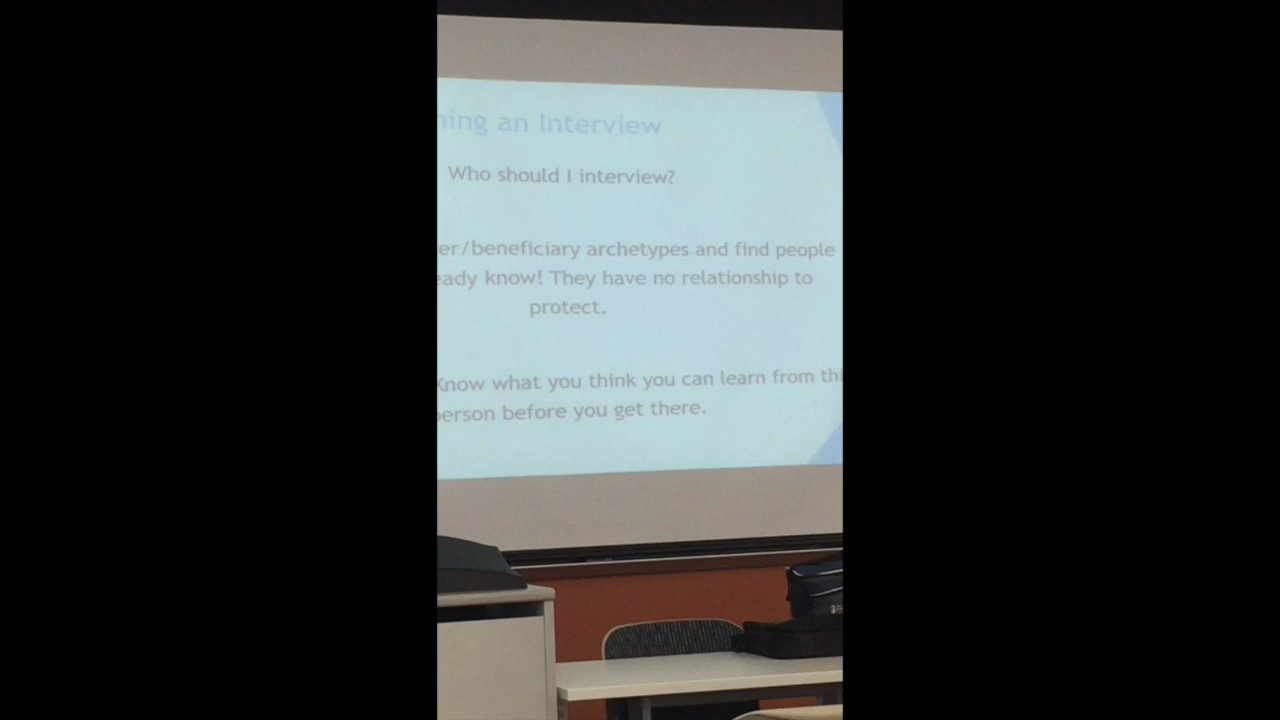 ning an Interview
Who should I interview?
er/beneficiary archetypes and find people
eady know! They have no relationship to
protect.
Know what you think you can learn from thi
person before you get there.